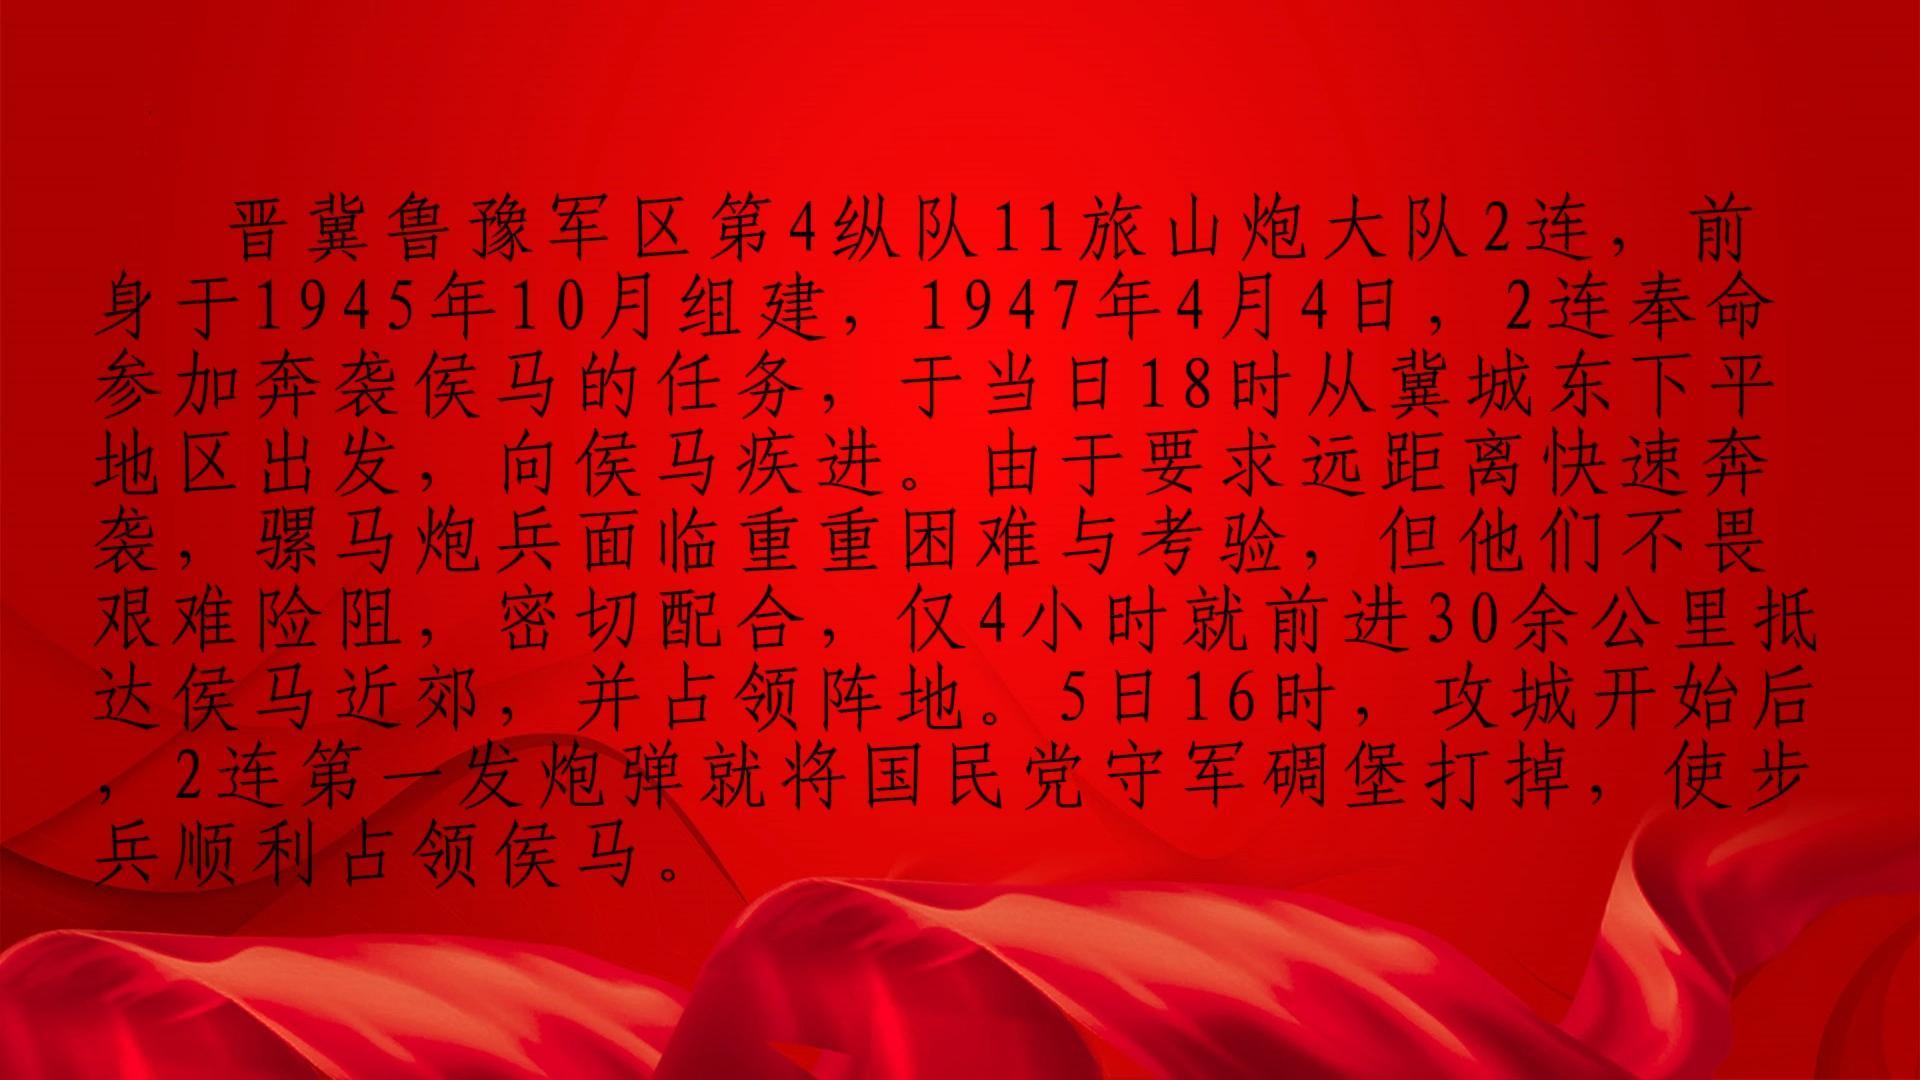 晋冀鲁豫军区第4纵队11旅山炮大队2连，前
身于1945年10月组建，1947年4月4日，2连奉命
参加奔袭侯马的任务，于当日18时从冀城东下平
地区出发，向侯马疾进。由于要求远距离快速奔
袭，骡马炮兵面临重重困难与考验，但他们不畏
艰难险阻，密切配合，仅4小时就前进30余公里抵
达侯马近郊，并占领阵地。5日16时，攻城开始后
，2连第一发炮弹就将国民党守军碉堡打掉，使步
兵顺利占领侯马。